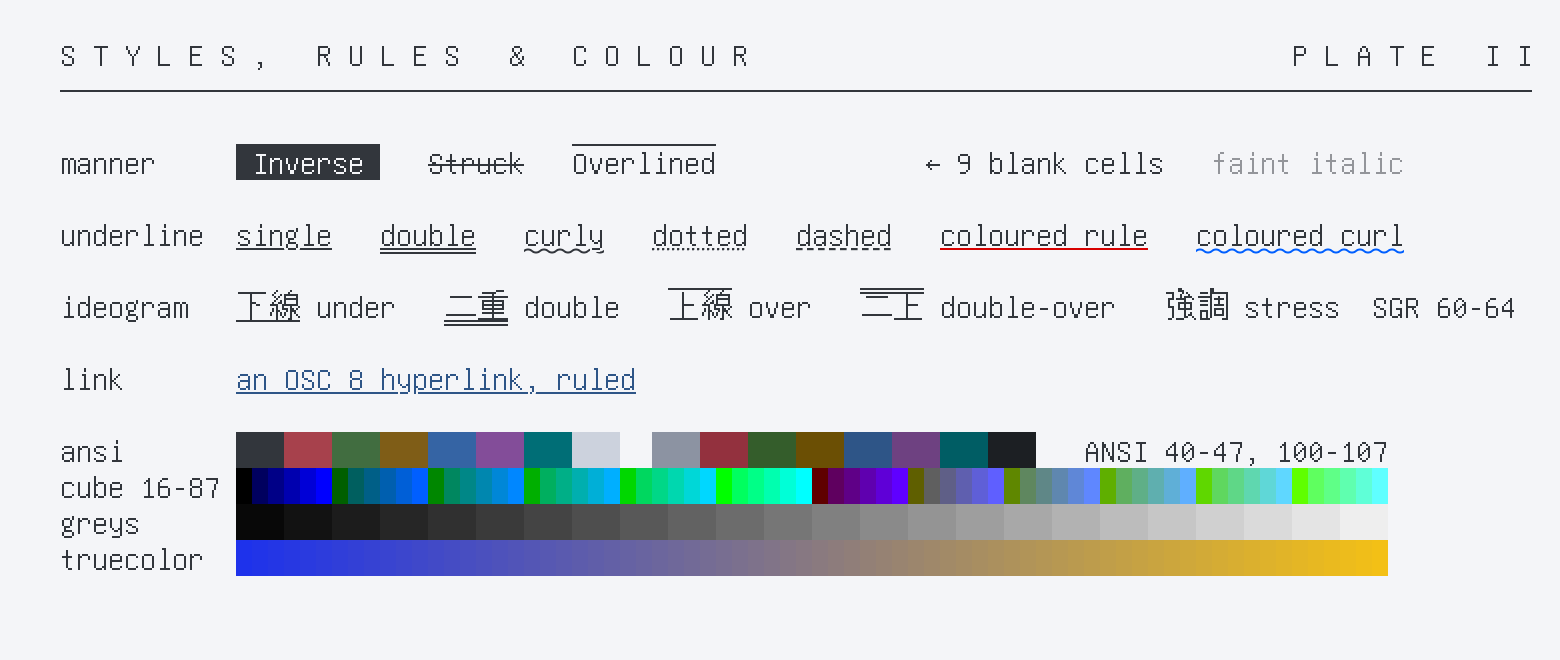 STYLES, RULES & COLOUR PLATE II
manner Inverse Struck Overlined ← 9 blank cells faint italic
underline single double curly dotted dashed coloured rule coloured curl
ideogram 下線 under 二重 double 上線 over 二上 double-over 強調 stress SGR 60-64
link an OSC 8 hyperlink, ruled
ansi ANSI 40-47, 100-107
cube 16-87
greys
truecolor